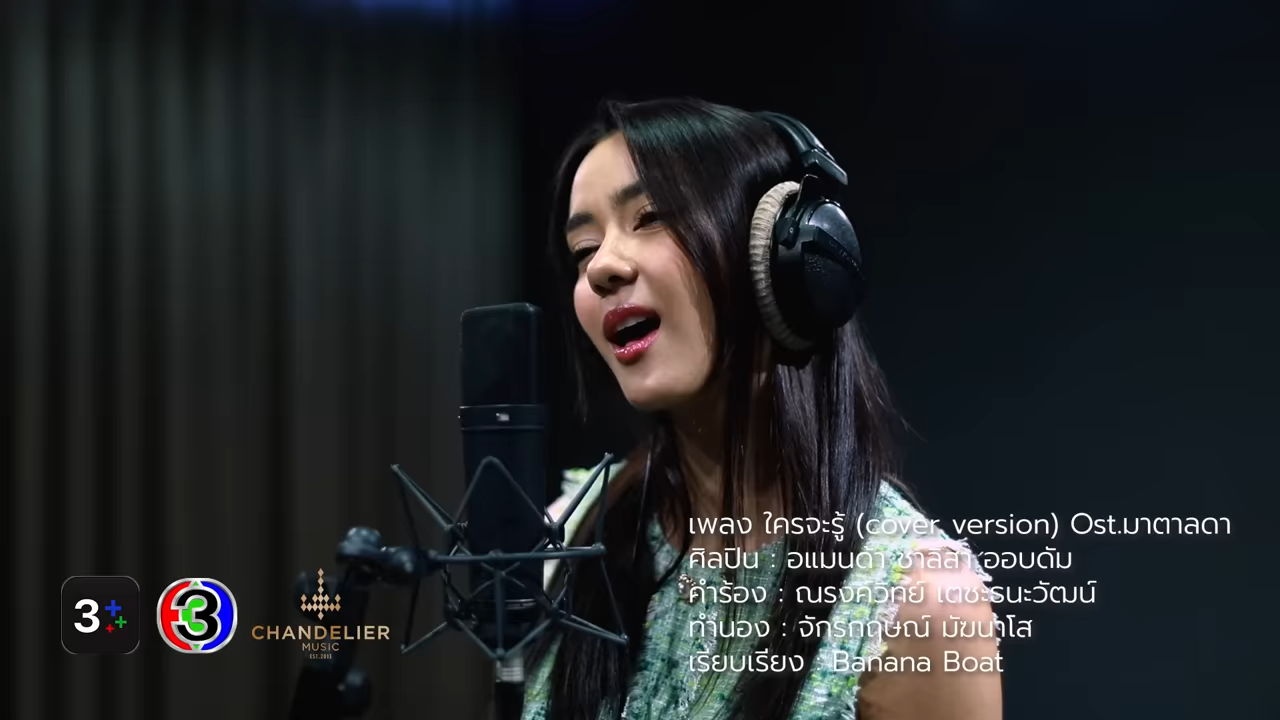 เพลง ใครจะรู้ (cover version) Ost.มาตาลดา
ศิลปิน : อแมนด้า ชาลิสา ออบดัม
คำร้อง : ณรงค์วิทย์ เตชะธนะวัฒน์
ทำนอง : จักรกฤษณ์ มัฆนาโส
เรียบเรียง : Banana Boat
3
3
CHANDELIER
MUSIC
EST.2013